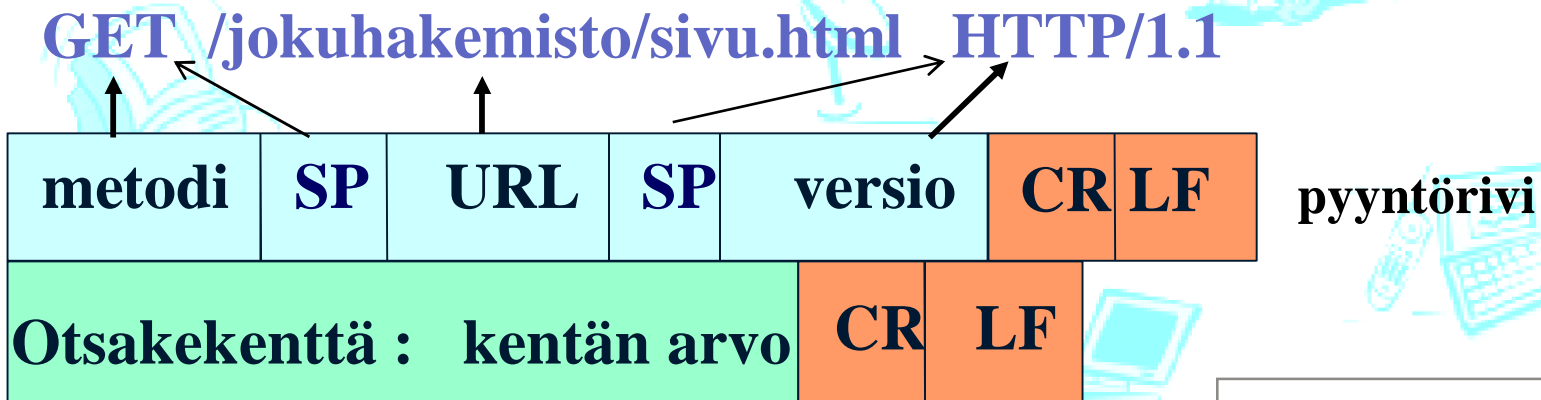 GET /jokuhakemisto/sivu.html HTTP/1.1
metodi SP URL SP versio CR LF pyyntörivi
Otsakekenttä : kentän arvo CR LF